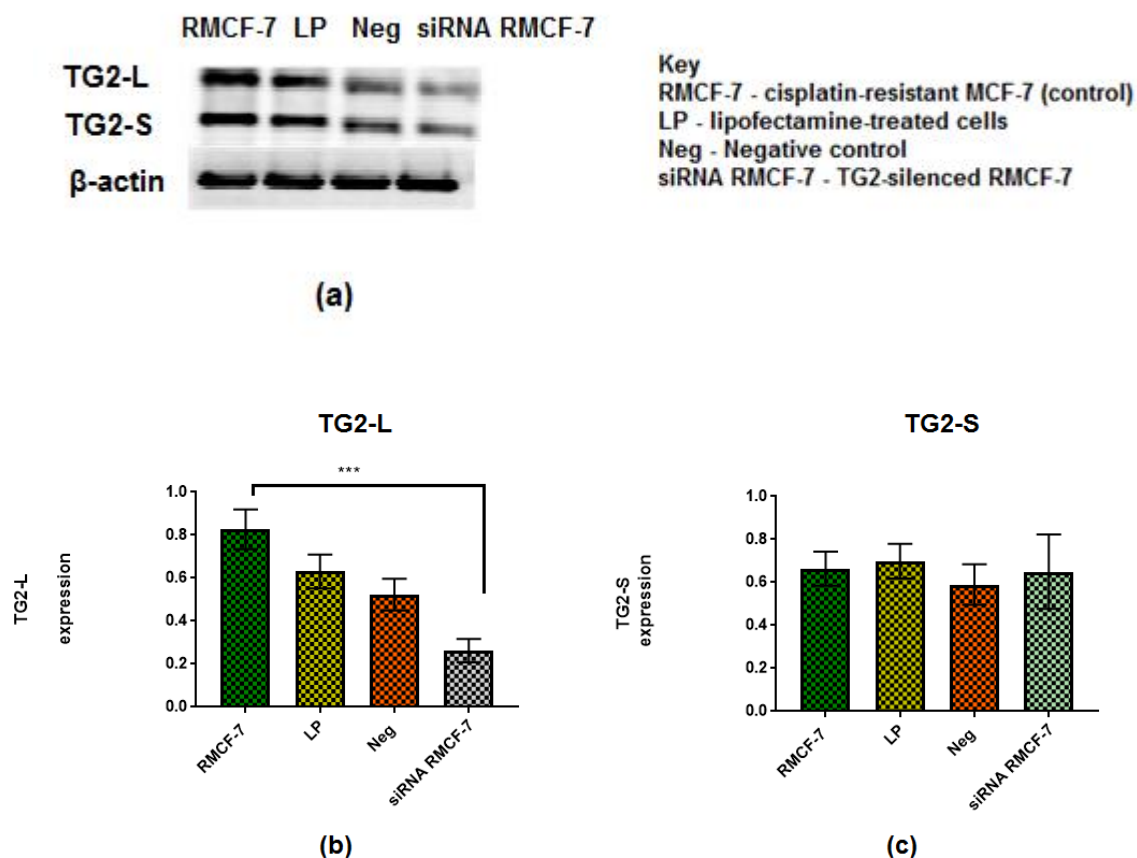 RMCF-7 LP Neg siRNA RMCF-7
TG2-L
TG2-S
β-actin
Key
RMCF-7 - cisplatin-resistant MCF-7 (control)
LP - lipofectamine-treated cells
Neg - Negative control
siRNA RMCF-7 - TG2-silenced RMCF-7
(a)
TG2-L
***
1.0
0.8
0.6
0.4
0.2
0.0
TG2-L
expression
RMCF-7
LP
Neg
siRNA RMCF-7
(b)
TG2-S
1.0
0.8
0.6
0.4
0.2
0.0
TG2-S
expression
RMCF-7
LP
Neg
siRNA RMCF-7
(c)